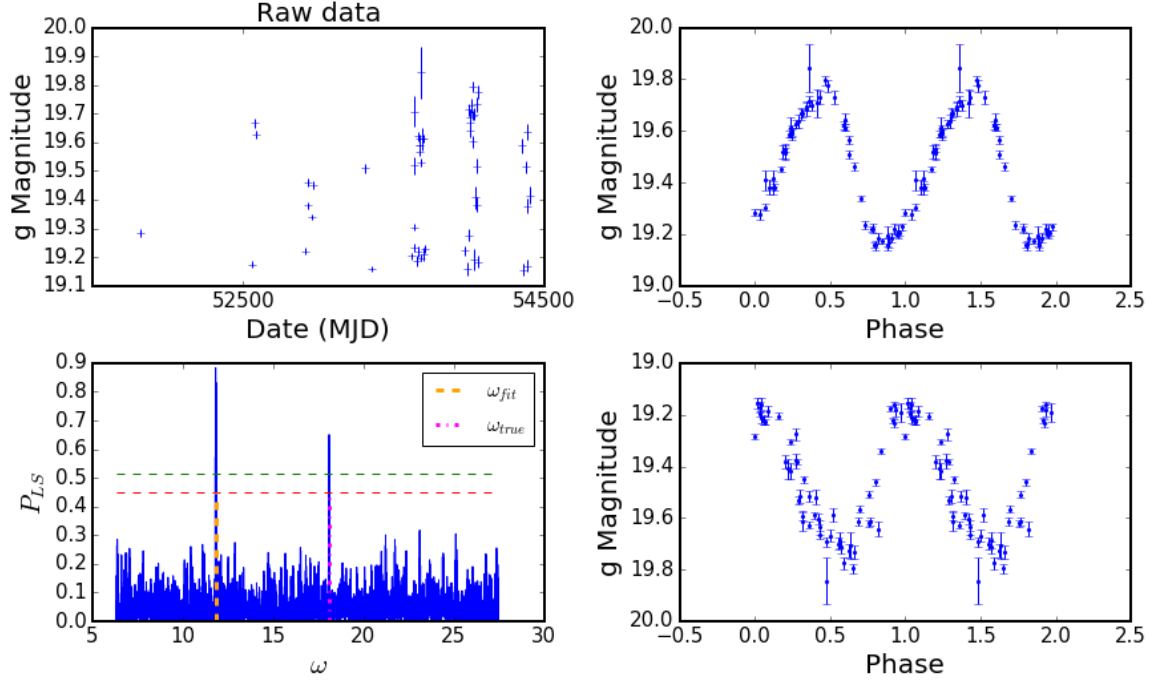 Raw data
g Magnitude
20.0
19.9
19.8
19.7
19.6
19.5
19.4
19.3
19.2
19.1
52500
54500
Date (MJD)
g Magnitude
20.0
19.8
19.6
19.4
19.2
19.0
−0.5 0.0 0.5 1.0 1.5 2.0 2.5
Phase
P_LS
0.9
0.8
0.7
0.6
0.5
0.4
0.3
0.2
0.1
0.0
5 10 15 20 25 30
ω
ω_fit
ω_true
g Magnitude
19.0
19.2
19.4
19.6
19.8
20.0
−0.5 0.0 0.5 1.0 1.5 2.0 2.5
Phase